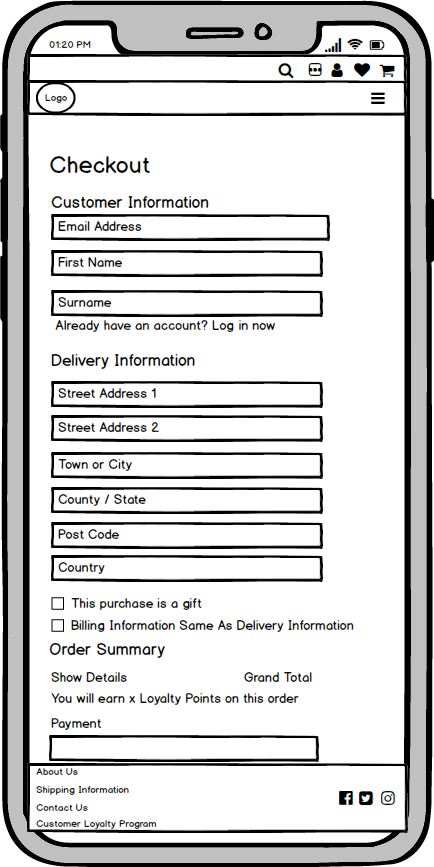 01:20 PM
Logo
Checkout
Customer Information
Email Address
First Name
Surname
Already have an account? Log in now
Delivery Information
Street Address 1
Street Address 2
Town or City
County / State
Post Code
Country
This purchase is a gift
Billing Information Same As Delivery Information
Order Summary
Show Details Grand Total
You will earn x Loyalty Points on this order
Payment
About Us
Shipping Information
Contact Us
Customer Loyalty Program